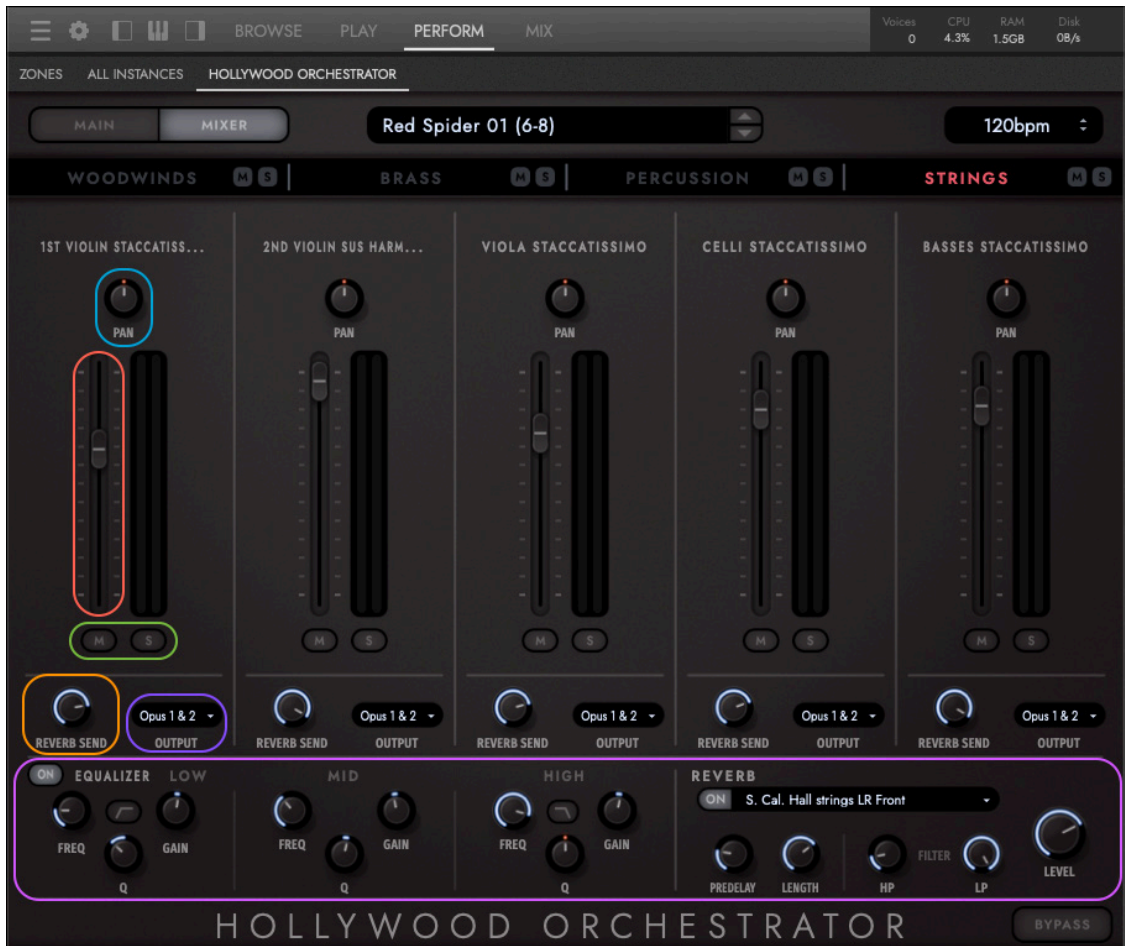 BROWSE PLAY PERFORM MIX Voices CPU RAM Disk
0 4.3% 1.5GB 0B/s
ZONES ALL INSTANCES HOLLYWOOD ORCHESTRATOR
MAIN MIXER Red Spider 01 (6-8) 120bpm
WOODWINDS M S BRASS M S PERCUSSION M S STRINGS M S
1ST VIOLIN STACCATISS... 2ND VIOLIN SUS HARM... VIOLA STACCATISSIMO CELLI STACCATISSIMO BASSES STACCATISSIMO
PAN PAN PAN PAN PAN
M S M S M S M S M S
Opus 1 & 2 Opus 1 & 2 Opus 1 & 2 Opus 1 & 2 Opus 1 & 2
REVERB SEND OUTPUT REVERB SEND OUTPUT REVERB SEND OUTPUT REVERB SEND OUTPUT REVERB SEND OUTPUT
ON EQUALIZER LOW MID HIGH REVERB
ON S. Cal. Hall strings LR Front
FREQ GAIN FREQ GAIN FREQ GAIN FILTER LEVEL
Q Q Q PREDELAY LENGTH HP LP
HOLLYWOOD ORCHESTRATOR BYPASS